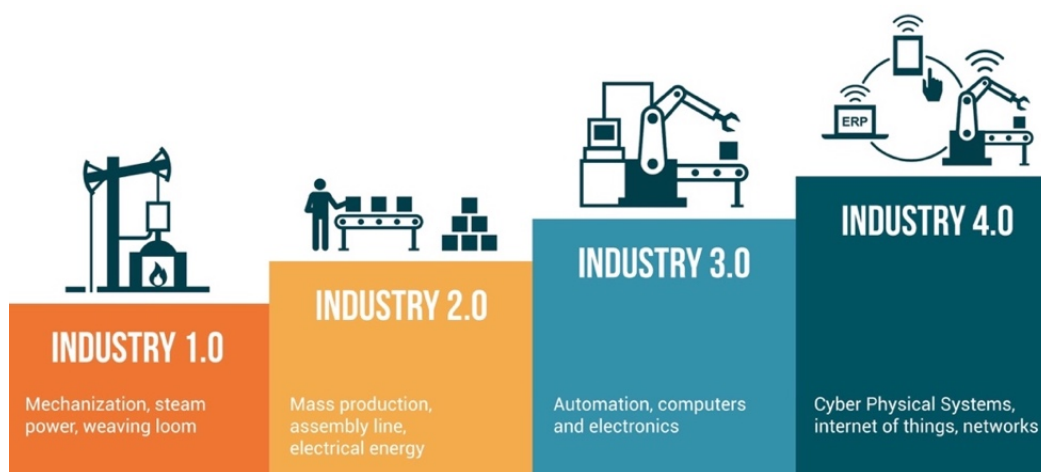 ERP
INDUSTRY 1.0
Mechanization, steam
power, weaving loom
INDUSTRY 2.0
Mass production,
assembly line,
electrical energy
INDUSTRY 3.0
Automation, computers
and electronics
INDUSTRY 4.0
Cyber Physical Systems,
internet of things, networks